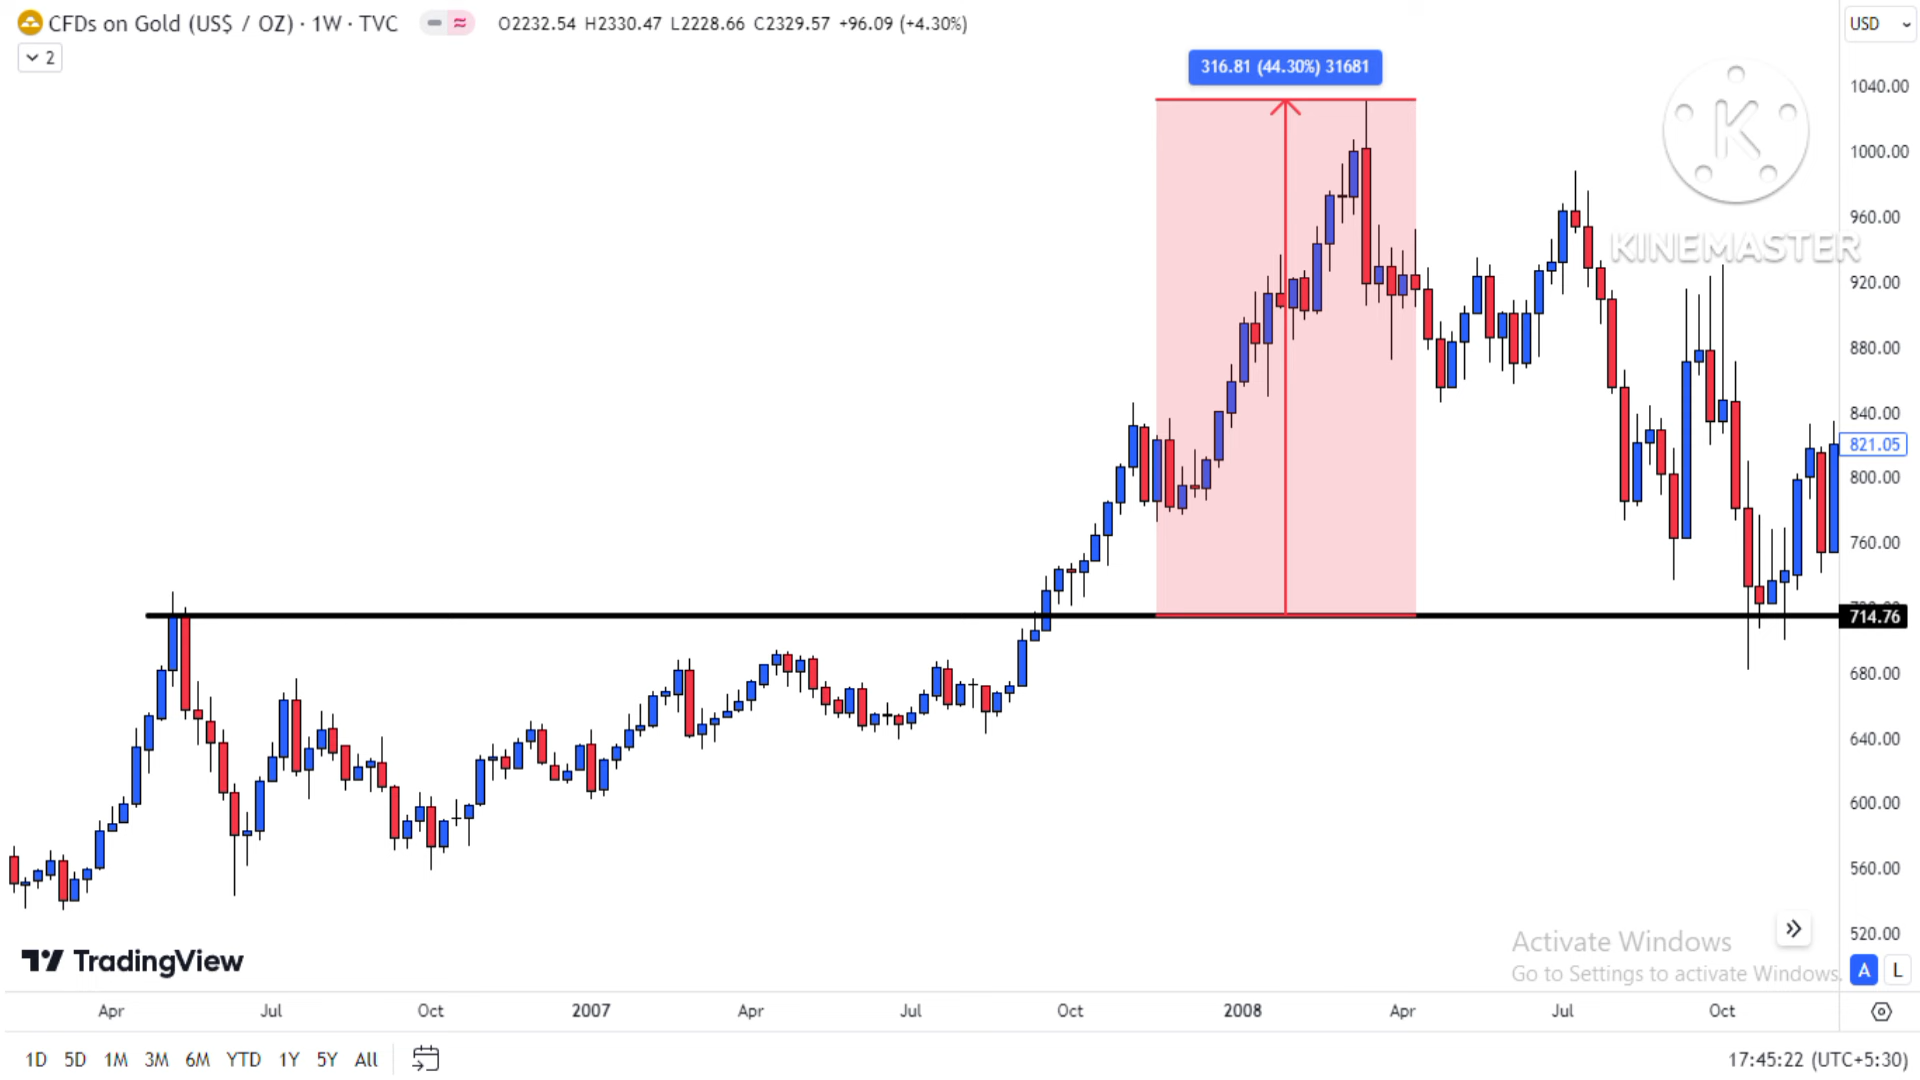 CFDs on Gold (US$ / OZ) · 1W · TVC
O2232.54 H2330.47 L2228.66 C2329.57 +96.09 (+4.30%)
USD
2
316.81 (44.30%) 31681
K
KINEMASTER
1040.00
1000.00
960.00
920.00
880.00
840.00
821.05
800.00
760.00
714.76
680.00
640.00
600.00
560.00
520.00
Activate Windows
Go to Settings to activate Windows.
A L
TradingView
Apr Jul Oct 2007 Apr Jul Oct 2008 Apr Jul Oct
1D 5D 1M 3M 6M YTD 1Y 5Y All
17:45:22 (UTC+5:30)